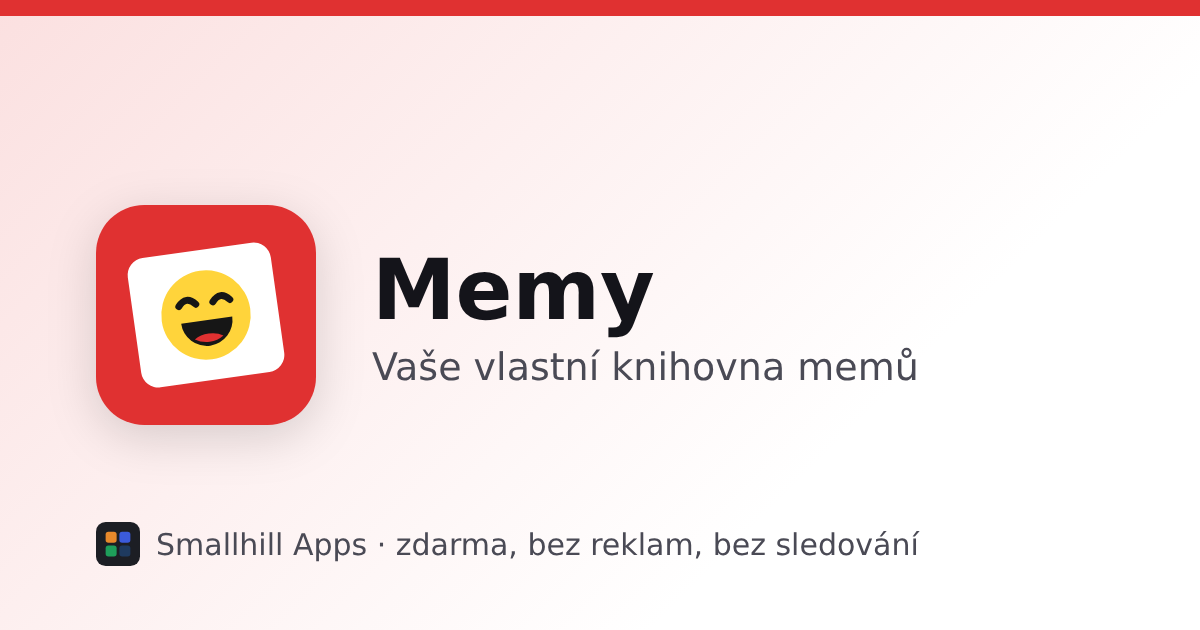 Memy
Vaše vlastní knihovna memů
Smallhill Apps · zdarma, bez reklam, bez sledování